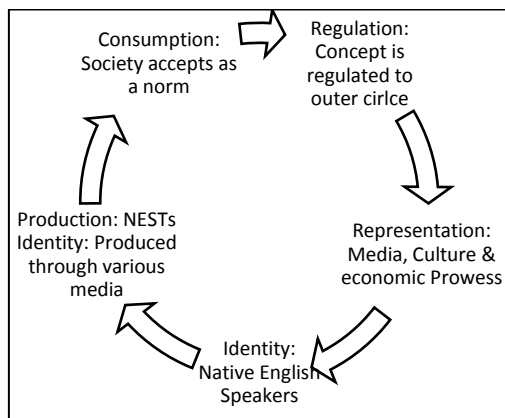 Consumption:
Society accepts as
a norm
Regulation:
Concept is
regulated to
outer cirlce
Representation:
Media, Culture &
economic Prowess
Identity:
Native English
Speakers
Production: NESTs
Identity: Produced
through various
media